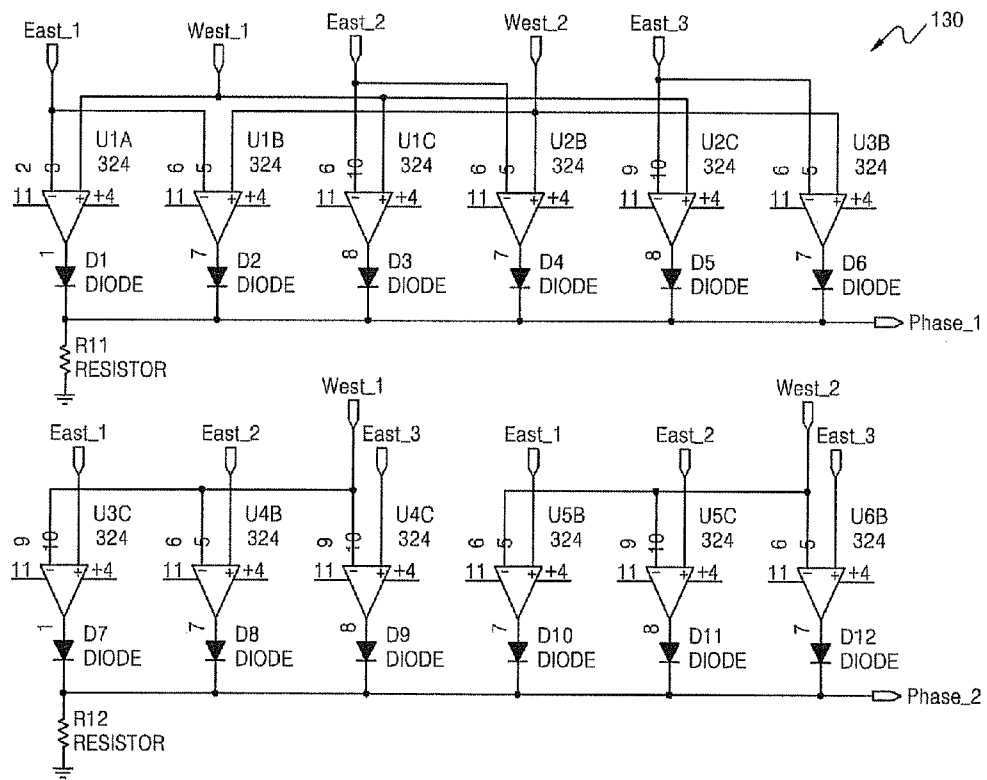 East_1 West_1 East_2 West_2 East_3 130
U1A U1B U1C U2B U2C U3B
324 324 324 324 324 324
2 3 6 5 6 10 6 5 9 10 6 5
11 - + +4 11 - + +4 11 - + +4 11 - + +4 11 - + +4 11 - + +4
1 D1 7 D2 8 D3 7 D4 8 D5 7 D6
DIODE DIODE DIODE DIODE DIODE DIODE
Phase_1
R11
RESISTOR
West_1 West_2
East_1 East_2 East_3 East_1 East_2 East_3
U3C U4B U4C U5B U5C U6B
324 324 324 324 324 324
9 10 6 5 9 10 6 5 9 10 6 5
11 - + +4 11 - + +4 11 - + +4 11 - + +4 11 - + +4 11 - + +4
1 D7 7 D8 8 D9 7 D10 8 D11 7 D12
DIODE DIODE DIODE DIODE DIODE DIODE
Phase_2
R12
RESISTOR